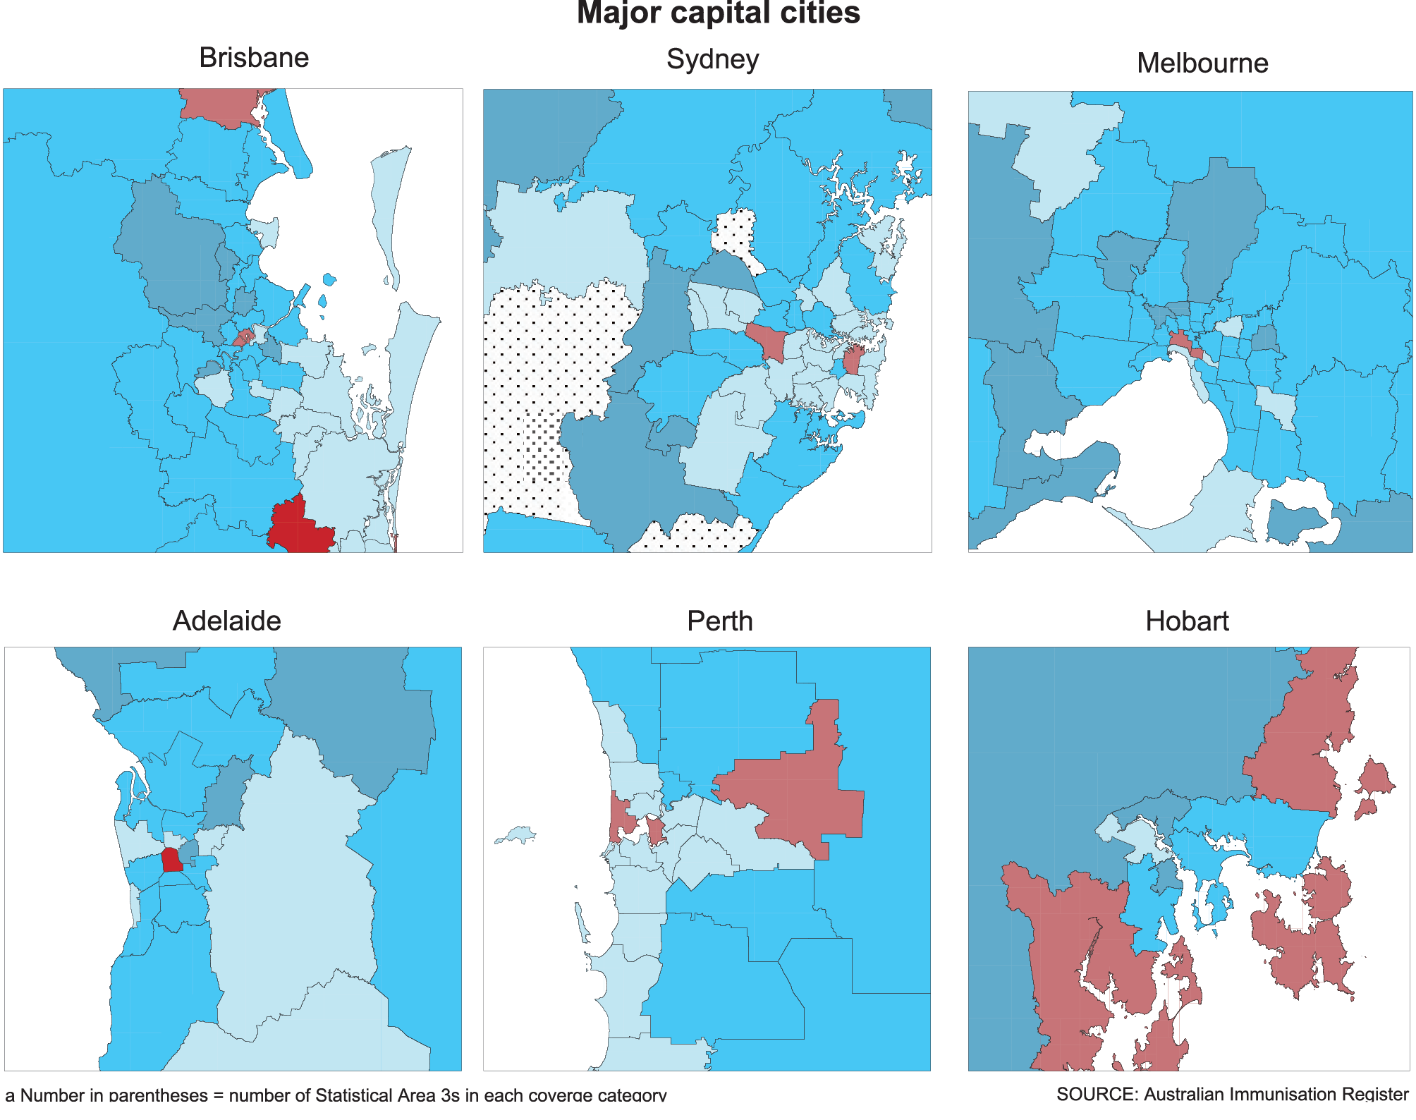 Major capital cities
Brisbane
Sydney
Melbourne
Adelaide
Perth
Hobart
a Number in parentheses = number of Statistical Area 3s in each coverge category
SOURCE: Australian Immunisation Register